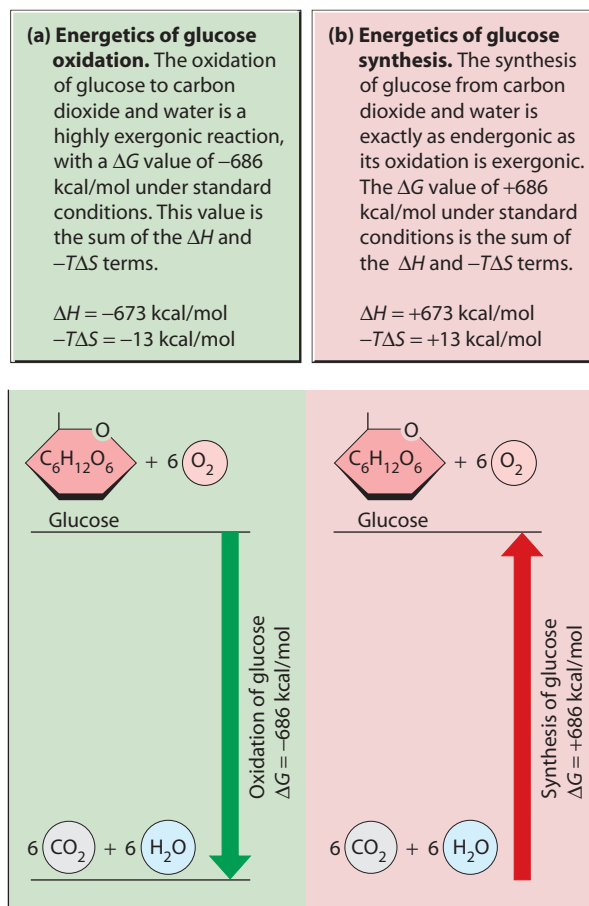 (a) Energetics of glucose
oxidation. The oxidation
of glucose to carbon
dioxide and water is a
highly exergonic reaction,
with a ΔG value of −686
kcal/mol under standard
conditions. This value is
the sum of the ΔH and
−TΔS terms.
ΔH = −673 kcal/mol
−TΔS = −13 kcal/mol
(b) Energetics of glucose
synthesis. The synthesis
of glucose from carbon
dioxide and water is
exactly as endergonic as
its oxidation is exergonic.
The ΔG value of +686
kcal/mol under standard
conditions is the sum of
the ΔH and −TΔS terms.
ΔH = +673 kcal/mol
−TΔS = +13 kcal/mol
O
C₆H₁₂O₆ + 6 O₂
Glucose
Oxidation of glucose
ΔG = −686 kcal/mol
6 CO₂ + 6 H₂O
O
C₆H₁₂O₆ + 6 O₂
Glucose
Synthesis of glucose
ΔG = +686 kcal/mol
6 CO₂ + 6 H₂O